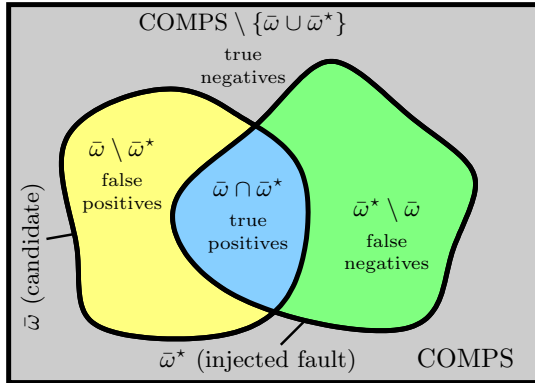 COMPS \ {ω̄ ∪ ω̄⋆}
true
negatives
ω̄ \ ω̄⋆
false
positives
ω̄ ∩ ω̄⋆
true
positives
ω̄⋆ \ ω̄
false
negatives
ω̄ (candidate)
ω̄⋆ (injected fault)
COMPS